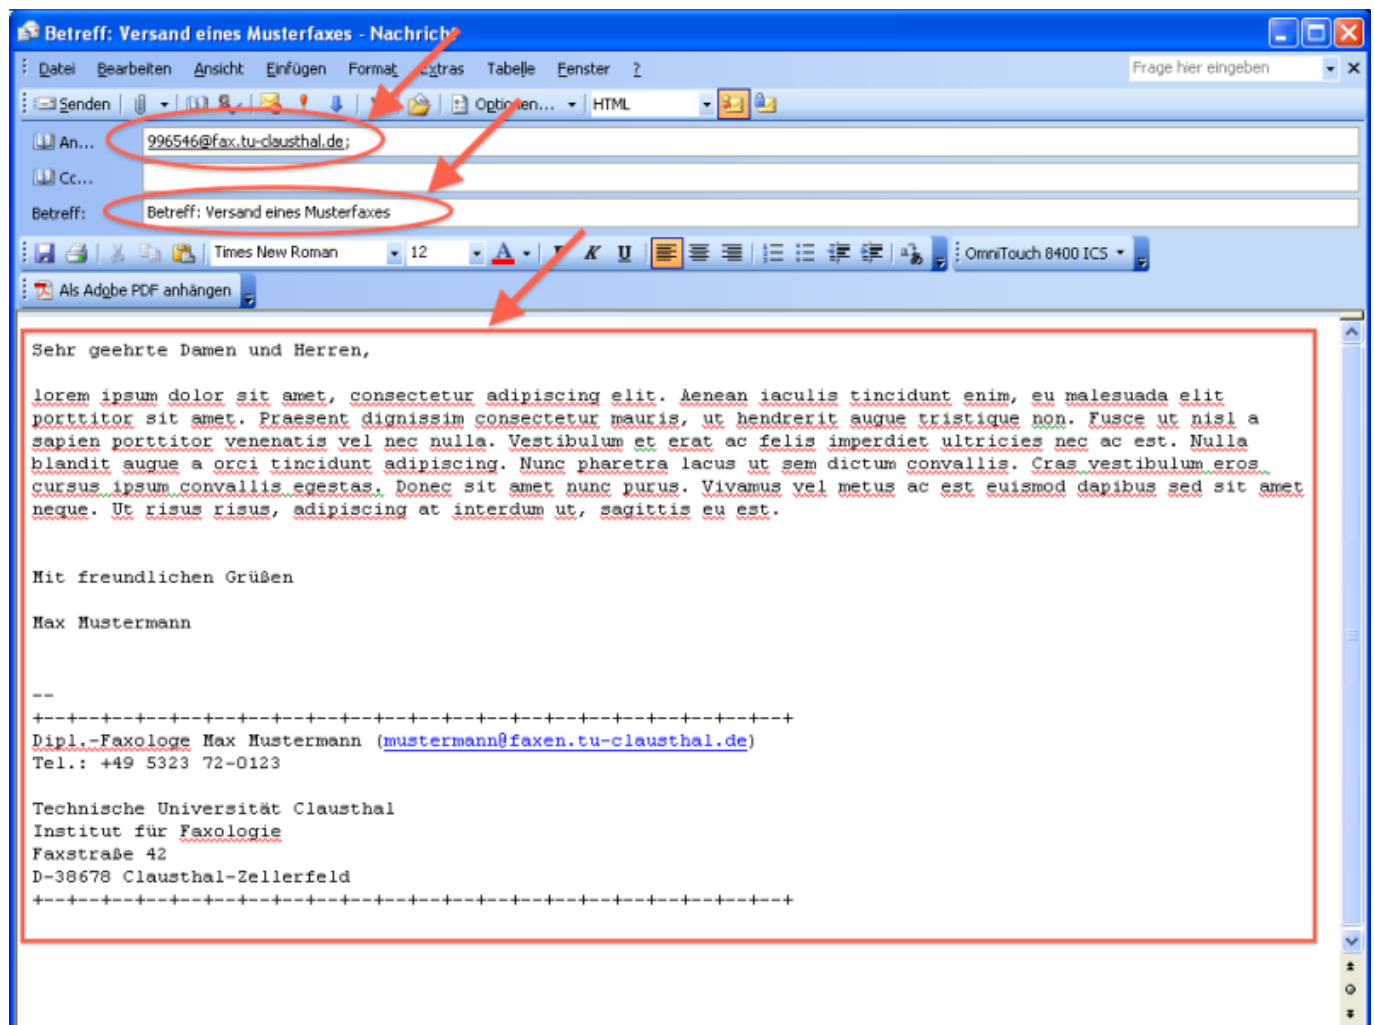 Betreff: Versand eines Musterfaxes - Nachricht
Datei Bearbeiten Ansicht Einfügen Format Extras Tabelle Fenster ? Frage hier eingeben
Senden Optionen... HTML
An... 996546@fax.tu-clausthal.de;
Cc...
Betreff: Betreff: Versand eines Musterfaxes
Times New Roman 12 A K U OmniTouch 8400 ICS
Als Adobe PDF anhängen
Sehr geehrte Damen und Herren,
lorem ipsum dolor sit amet, consectetur adipiscing elit. Aenean iaculis tincidunt enim, eu malesuada elit
porttitor sit amet. Praesent dignissim consectetur mauris, ut hendrerit augue tristique non. Fusce ut nisl a
sapien porttitor venenatis vel nec nulla. Vestibulum et erat ac felis imperdiet ultricies nec ac est. Nulla
blandit augue a orci tincidunt adipiscing. Nunc pharetra lacus ut sem dictum convallis. Cras vestibulum eros
cursus ipsum convallis egestas. Donec sit amet nunc purus. Vivamus vel metus ac est euismod dapibus sed sit amet
neque. Ut risus risus, adipiscing at interdum ut, sagittis eu est.
Mit freundlichen Grüßen
Max Mustermann
--
+--+--+--+--+--+--+--+--+--+--+--+--+--+--+--+--+--+--+--+--+--+--+
Dipl.-Faxologe Max Mustermann (mustermann@faxen.tu-clausthal.de)
Tel.: +49 5323 72-0123
Technische Universität Clausthal
Institut für Faxologie
Faxstraße 42
D-38678 Clausthal-Zellerfeld
+--+--+--+--+--+--+--+--+--+--+--+--+--+--+--+--+--+--+--+--+--+--+